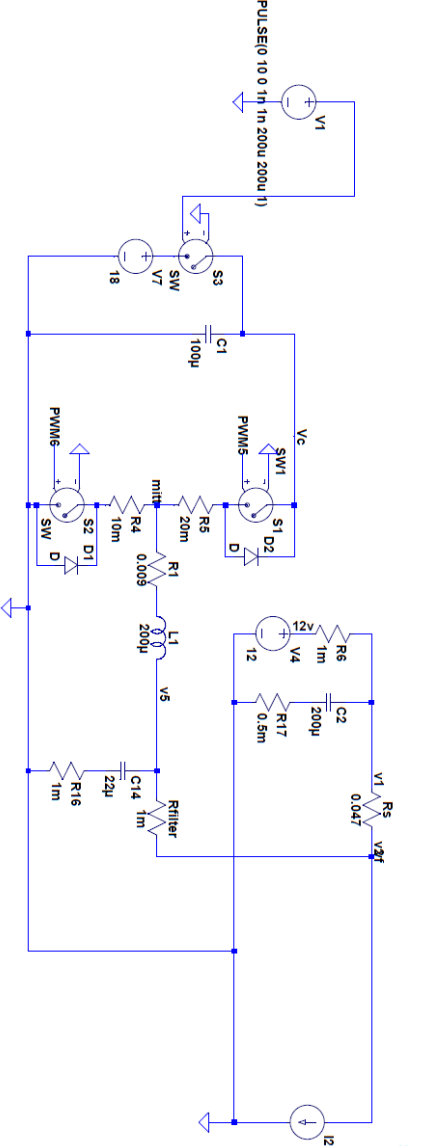 PULSE(0 10 0 1n 1n 200u 200u 1)
V1
S3
SW
V7
18
C1
100µ
Vc
PWM6
PWM5
SW1
S1
D2
D
R5
20m
mitt
R4
10m
S2
D1
D
SW
R1
0.009
L1
200µ
v5
12v
R6
1m
V4
12
C2
200µ
R17
0.5m
v1
Rs
0.047
C14
22µ
R16
1m
Rfilter
1m
I2
+
-